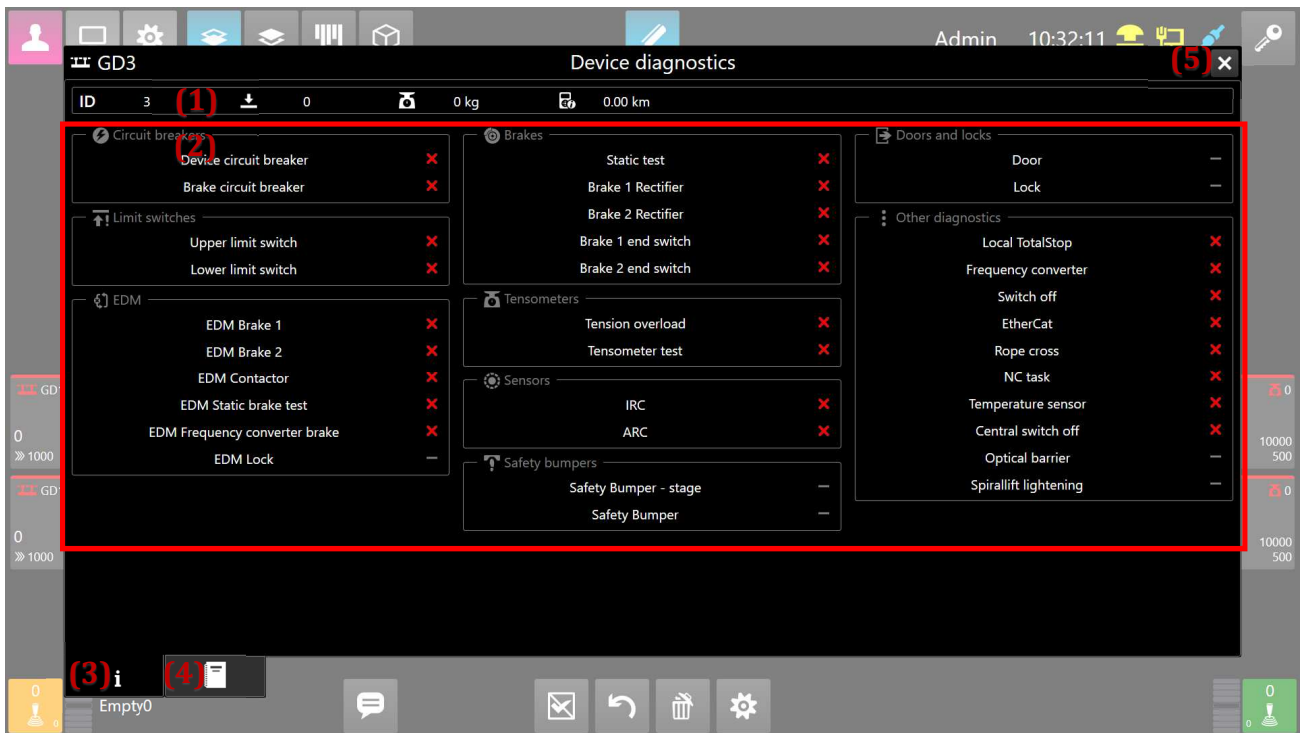 Admin 10:32:11
GD3 Device diagnostics (5)
ID 3 (1) 0 0 kg 0.00 km
Circuit breakers
(2)
Device circuit breaker
Brake circuit breaker
Limit switches
Upper limit switch
Lower limit switch
EDM
EDM Brake 1
EDM Brake 2
EDM Contactor
EDM Static brake test
EDM Frequency converter brake
EDM Lock
Brakes
Static test
Brake 1 Rectifier
Brake 2 Rectifier
Brake 1 end switch
Brake 2 end switch
Tensometers
Tension overload
Tensometer test
Sensors
IRC
ARC
Safety bumpers
Safety Bumper - stage
Safety Bumper
Doors and locks
Door
Lock
Other diagnostics
Local TotalStop
Frequency converter
Switch off
EtherCat
Rope cross
NC task
Temperature sensor
Central switch off
Optical barrier
Spirallift lightening
GD
0
1000
GD
0
1000
0
10000
500
0
10000
500
(3) i (4)
0
0
Empty0
0
0